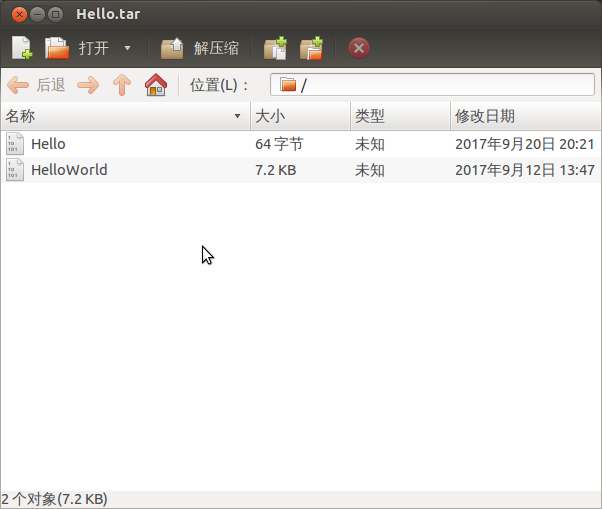 Hello.tar
打开 解压缩
后退 位置(L)： /
名称 大小 类型 修改日期
Hello 64 字节 未知 2017年9月20日 20:21
HelloWorld 7.2 KB 未知 2017年9月12日 13:47
2 个对象(7.2 KB)